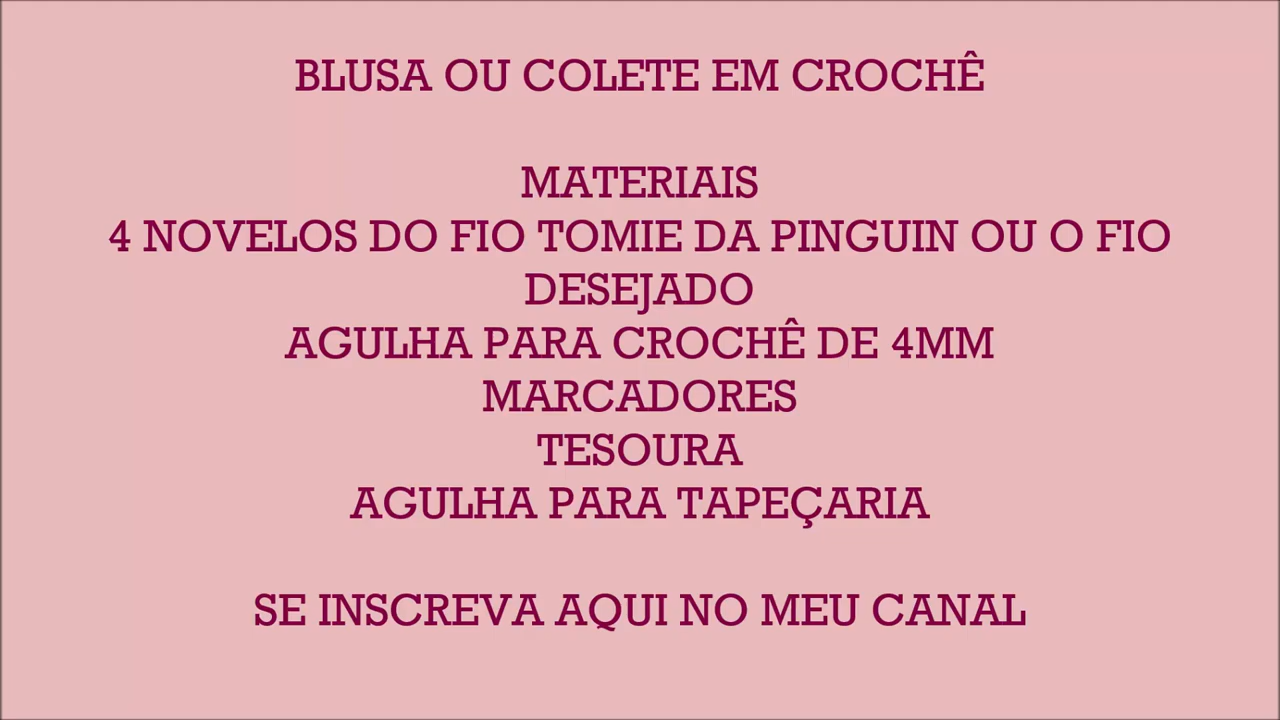 BLUSA OU COLETE EM CROCHÊ
MATERIAIS
4 NOVELOS DO FIO TOMIE DA PINGUIN OU O FIO
DESEJADO
AGULHA PARA CROCHÊ DE 4MM
MARCADORES
TESOURA
AGULHA PARA TAPEÇARIA
SE INSCREVA AQUI NO MEU CANAL